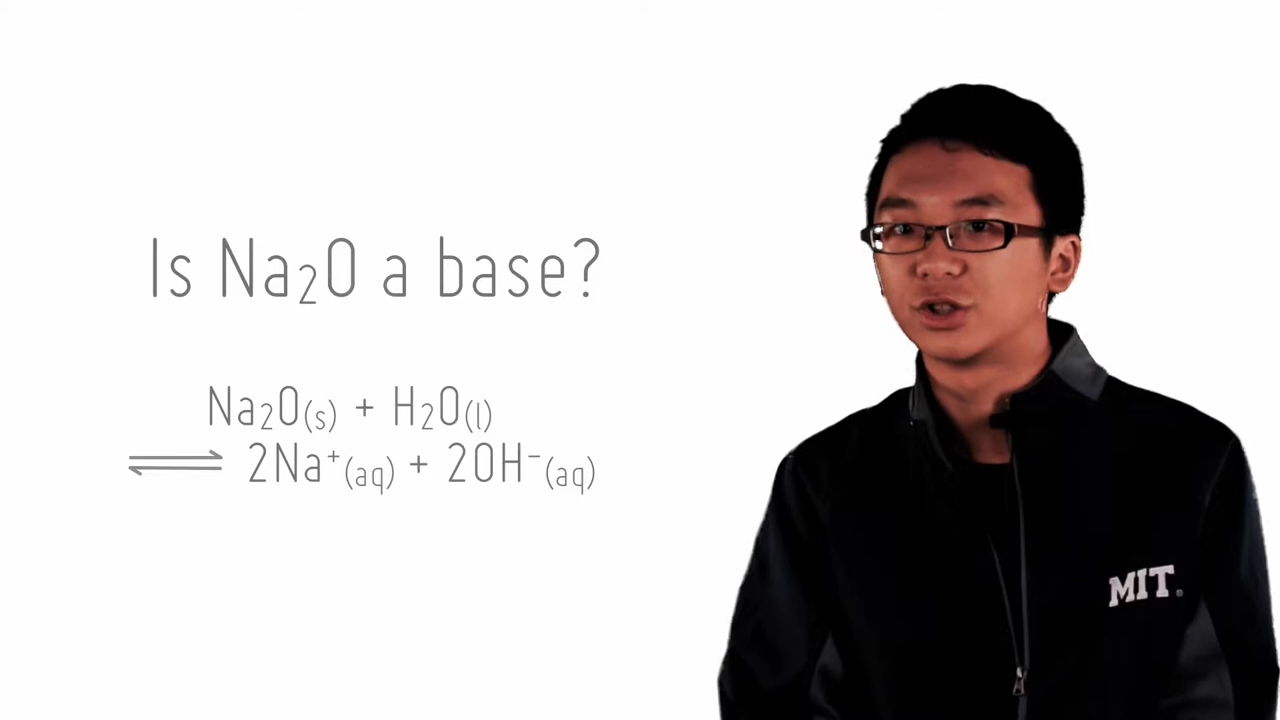 Is Na₂O a base?
Na₂O(s) + H₂O(l)
⇌ 2Na⁺(aq) + 2OH⁻(aq)
MIT®